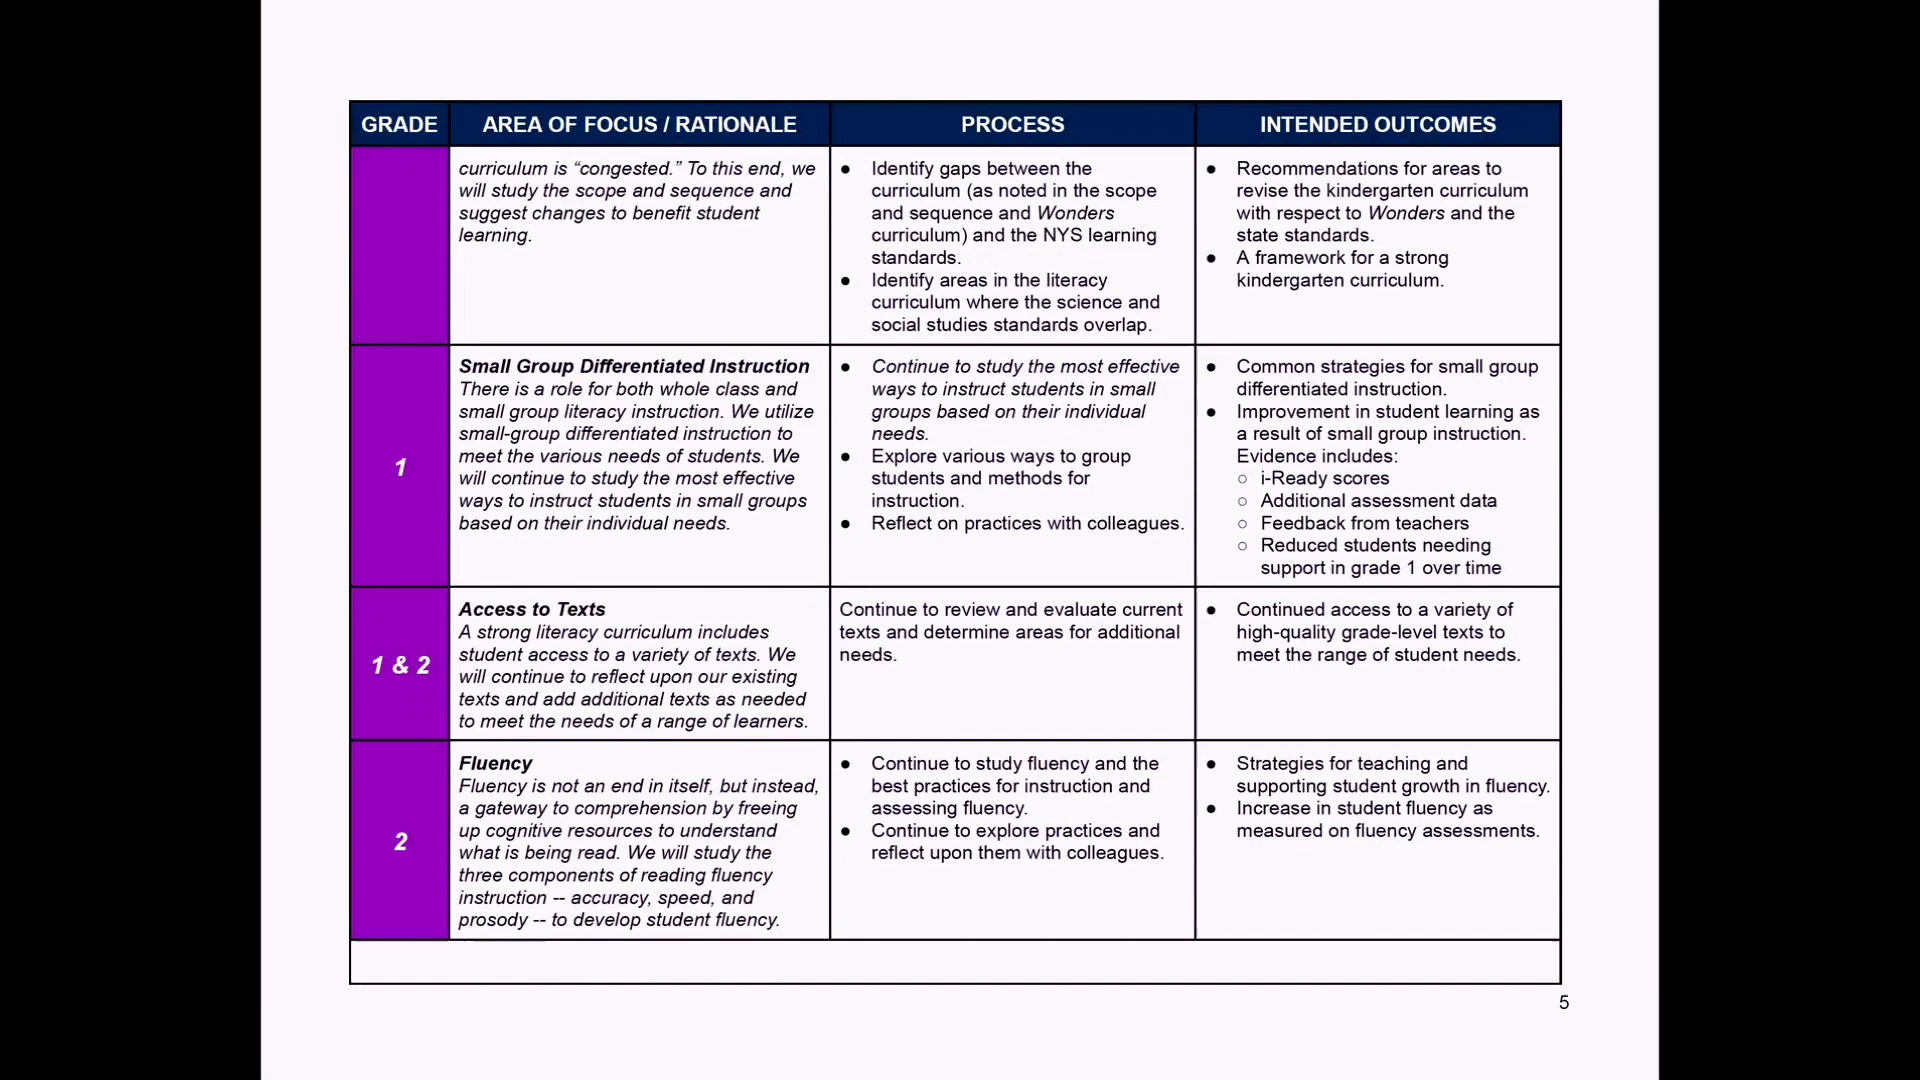 GRADE
AREA OF FOCUS / RATIONALE
PROCESS
INTENDED OUTCOMES
curriculum is “congested.” To this end, we
will study the scope and sequence and
suggest changes to benefit student
learning.
● Identify gaps between the
curriculum (as noted in the scope
and sequence and Wonders
curriculum) and the NYS learning
standards.
● Identify areas in the literacy
curriculum where the science and
social studies standards overlap.
● Recommendations for areas to
revise the kindergarten curriculum
with respect to Wonders and the
state standards.
● A framework for a strong
kindergarten curriculum.
1
Small Group Differentiated Instruction
There is a role for both whole class and
small group literacy instruction. We utilize
small-group differentiated instruction to
meet the various needs of students. We
will continue to study the most effective
ways to instruct students in small groups
based on their individual needs.
● Continue to study the most effective
ways to instruct students in small
groups based on their individual
needs.
● Explore various ways to group
students and methods for
instruction.
● Reflect on practices with colleagues.
● Common strategies for small group
differentiated instruction.
● Improvement in student learning as
a result of small group instruction.
Evidence includes:
○ i-Ready scores
○ Additional assessment data
○ Feedback from teachers
○ Reduced students needing
support in grade 1 over time
1 & 2
Access to Texts
A strong literacy curriculum includes
student access to a variety of texts. We
will continue to reflect upon our existing
texts and add additional texts as needed
to meet the needs of a range of learners.
Continue to review and evaluate current
texts and determine areas for additional
needs.
● Continued access to a variety of
high-quality grade-level texts to
meet the range of student needs.
2
Fluency
Fluency is not an end in itself, but instead,
a gateway to comprehension by freeing
up cognitive resources to understand
what is being read. We will study the
three components of reading fluency
instruction -- accuracy, speed, and
prosody -- to develop student fluency.
● Continue to study fluency and the
best practices for instruction and
assessing fluency.
● Continue to explore practices and
reflect upon them with colleagues.
● Strategies for teaching and
supporting student growth in fluency.
● Increase in student fluency as
measured on fluency assessments.
5